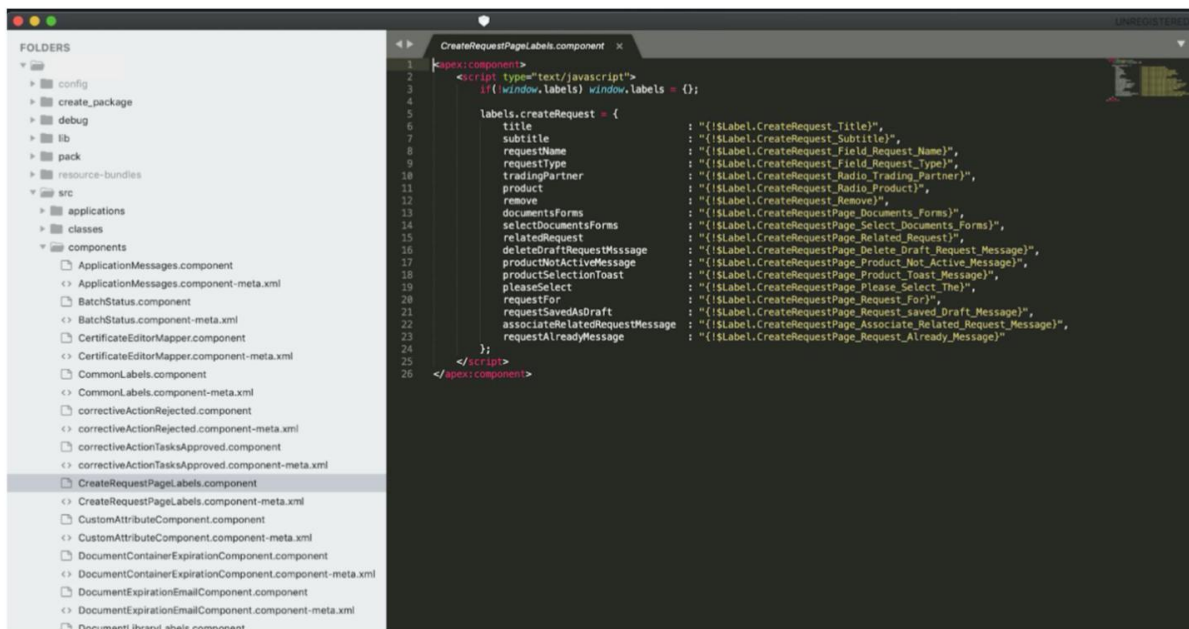 UNREGISTERED
FOLDERS
config
create_package
debug
lib
pack
resource-bundles
src
applications
classes
components
ApplicationMessages.component
<> ApplicationMessages.component-meta.xml
BatchStatus.component
<> BatchStatus.component-meta.xml
CertificateEditorMapper.component
<> CertificateEditorMapper.component-meta.xml
CommonLabels.component
<> CommonLabels.component-meta.xml
correctiveActionRejected.component
<> correctiveActionRejected.component-meta.xml
correctiveActionTasksApproved.component
<> correctiveActionTasksApproved.component-meta.xml
CreateRequestPageLabels.component
<> CreateRequestPageLabels.component-meta.xml
CustomAttributeComponent.component
<> CustomAttributeComponent.component-meta.xml
DocumentContainerExpirationComponent.component
<> DocumentContainerExpirationComponent.component-meta.xml
DocumentExpirationEmailComponent.component
<> DocumentExpirationEmailComponent.component-meta.xml
DocumentLibraryLabels.component
CreateRequestPageLabels.component ×
1 <apex:component>
2 <script type="text/javascript">
3 if(!window.labels) window.labels = {};
4
5 labels.createRequest = {
6 title : "{!$Label.CreateRequest_Title}",
7 subtitle : "{!$Label.CreateRequest_Subtitle}",
8 requestName : "{!$Label.CreateRequest_Field_Request_Name}",
9 requestType : "{!$Label.CreateRequest_Field_Request_Type}",
10 tradingPartner : "{!$Label.CreateRequest_Radio_Trading_Partner}",
11 product : "{!$Label.CreateRequest_Radio_Product}",
12 remove : "{!$Label.CreateRequest_Remove}",
13 documentsForms : "{!$Label.CreateRequestPage_Documents_Forms}",
14 selectDocumentsForms : "{!$Label.CreateRequestPage_Select_Documents_Forms}",
15 relatedRequest : "{!$Label.CreateRequestPage_Related_Request}",
16 deleteDraftRequestMsssage : "{!$Label.CreateRequestPage_Delete_Draft_Request_Message}",
17 productNotActiveMessage : "{!$Label.CreateRequestPage_Product_Not_Active_Message}",
18 productSelectionToast : "{!$Label.CreateRequestPage_Product_Toast_Message}",
19 pleaseSelect : "{!$Label.CreateRequestPage_Please_Select_The}",
20 requestFor : "{!$Label.CreateRequestPage_Request_For}",
21 requestSavedAsDraft : "{!$Label.CreateRequestPage_Request_saved_Draft_Message}",
22 associateRelatedRequestMessage : "{!$Label.CreateRequestPage_Associate_Related_Request_Message}",
23 requestAlreadyMessage : "{!$Label.CreateRequestPage_Request_Already_Message}"
24 };
25 </script>
26 </apex:component>